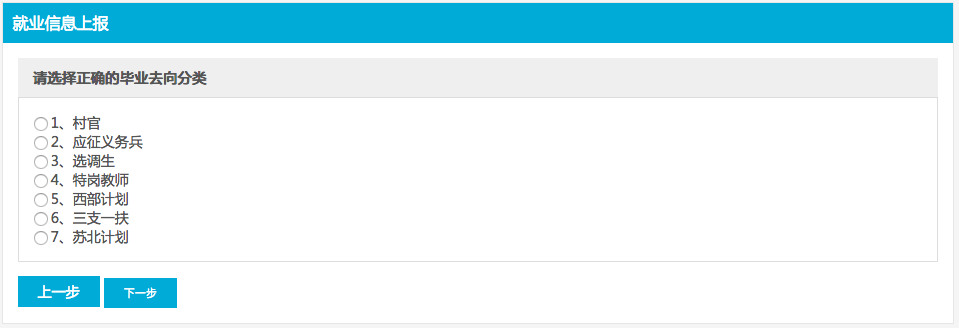 就业信息上报
请选择正确的毕业去向分类
1、村官
2、应征义务兵
3、选调生
4、特岗教师
5、西部计划
6、三支一扶
7、苏北计划
上一步 下一步